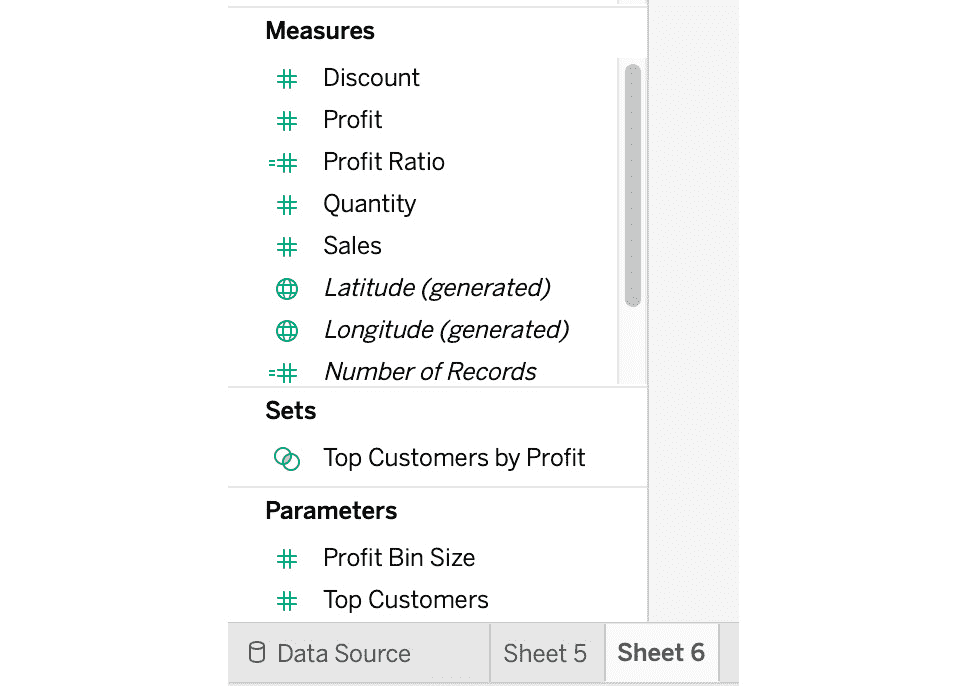 Measures
Discount
Profit
Profit Ratio
Quantity
Sales
Latitude (generated)
Longitude (generated)
Number of Records
Sets
Top Customers by Profit
Parameters
Profit Bin Size
Top Customers
Data Source Sheet 5 Sheet 6